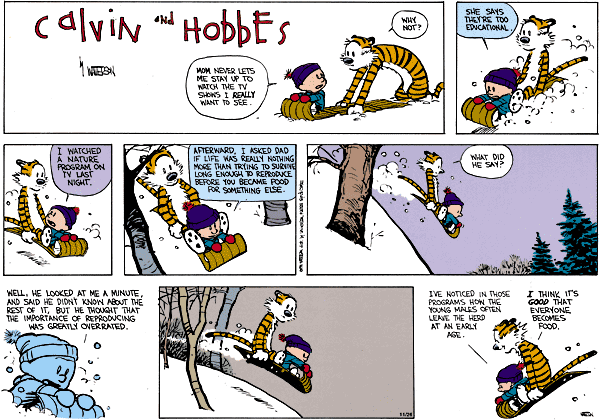 Calvin and Hobbes
WATTERSON
MOM NEVER LETS
ME STAY UP TO
WATCH THE TV
SHOWS I REALLY
WANT TO SEE.
WHY
NOT?
SHE SAYS
THEY'RE TOO
EDUCATIONAL.
I WATCHED
A NATURE
PROGRAM ON
TV LAST
NIGHT.
AFTERWARD, I ASKED DAD
IF LIFE WAS REALLY NOTHING
MORE THAN TRYING TO SURVIVE
LONG ENOUGH TO REPRODUCE
BEFORE YOU BECAME FOOD
FOR SOMETHING ELSE.
WHAT DID
HE SAY?
WELL, HE LOOKED AT ME A MINUTE,
AND SAID HE DIDN'T KNOW ABOUT THE
REST OF IT, BUT HE THOUGHT THAT
THE IMPORTANCE OF REPRODUCING
WAS GREATLY OVERRATED.
11/26
I'VE NOTICED IN THOSE
PROGRAMS HOW THE
YOUNG MALES OFTEN
LEAVE THE HERD
AT AN EARLY
AGE.
I THINK IT'S
GOOD THAT
EVERYONE
BECOMES
FOOD.